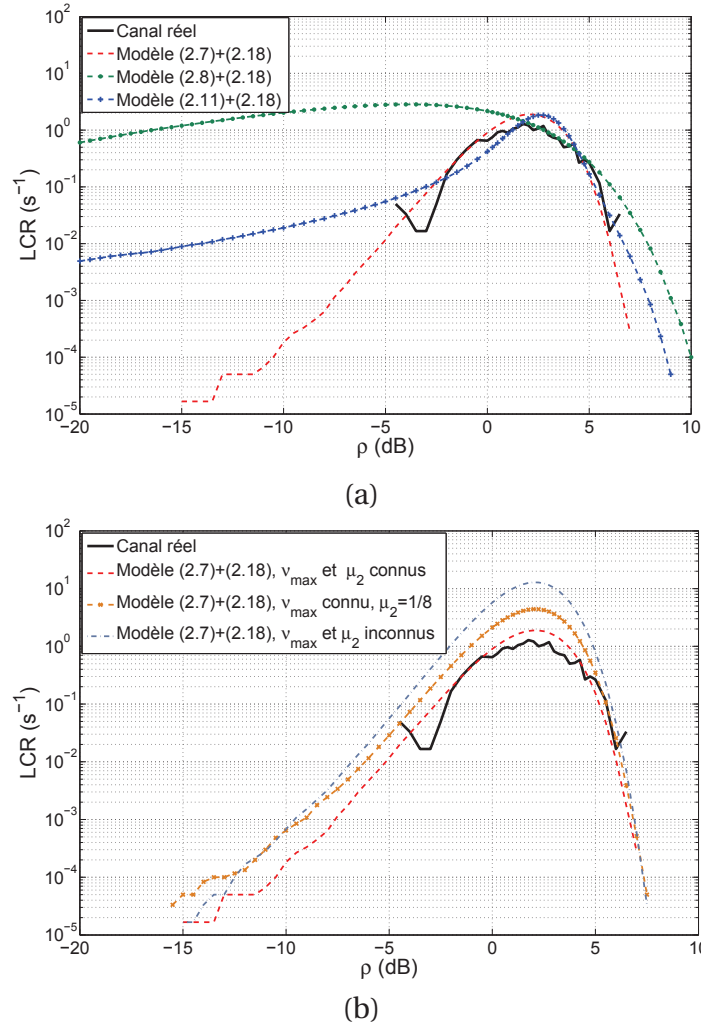 10^2
10^1
10^0
10^-1
10^-2
10^-3
10^-4
10^-5
LCR (s^-1)
Canal réel
Modèle (2.7)+(2.18)
Modèle (2.8)+(2.18)
Modèle (2.11)+(2.18)
−20 −15 −10 −5 0 5 10
ρ (dB)
(a)
10^2
10^1
10^0
10^-1
10^-2
10^-3
10^-4
10^-5
LCR (s^-1)
Canal réel
Modèle (2.7)+(2.18), ν_max et μ_2 connus
Modèle (2.7)+(2.18), ν_max connu, μ_2=1/8
Modèle (2.7)+(2.18), ν_max et μ_2 inconnus
−20 −15 −10 −5 0 5 10
ρ (dB)
(b)